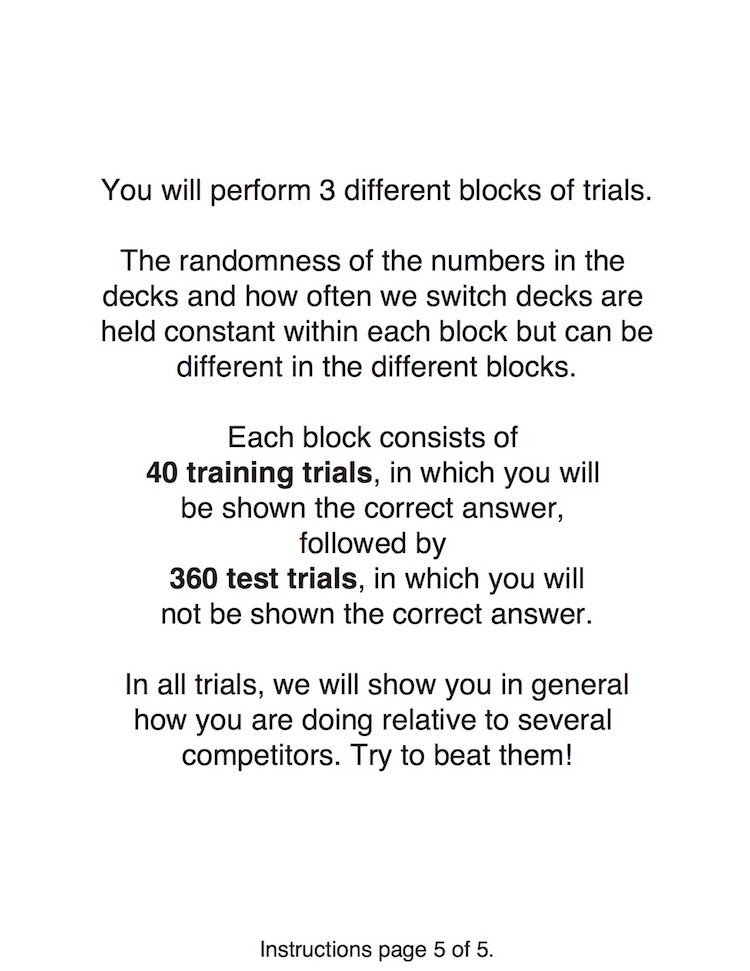 You will perform 3 different blocks of trials.
The randomness of the numbers in the
decks and how often we switch decks are
held constant within each block but can be
different in the different blocks.
Each block consists of
40 training trials, in which you will
be shown the correct answer,
followed by
360 test trials, in which you will
not be shown the correct answer.
In all trials, we will show you in general
how you are doing relative to several
competitors. Try to beat them!
Instructions page 5 of 5.